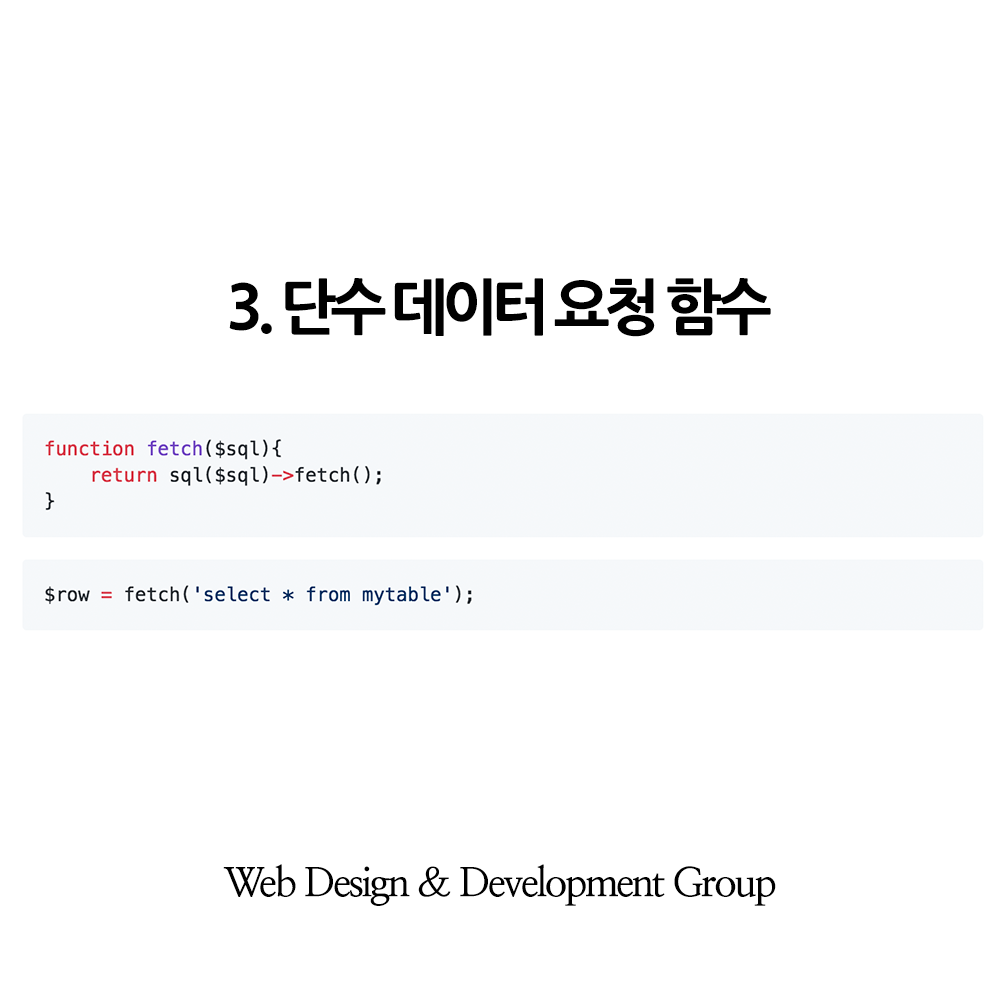 3. 단수 데이터 요청 함수
function fetch($sql){
    return sql($sql)->fetch();
}
$row = fetch('select * from mytable');
Web Design & Development Group